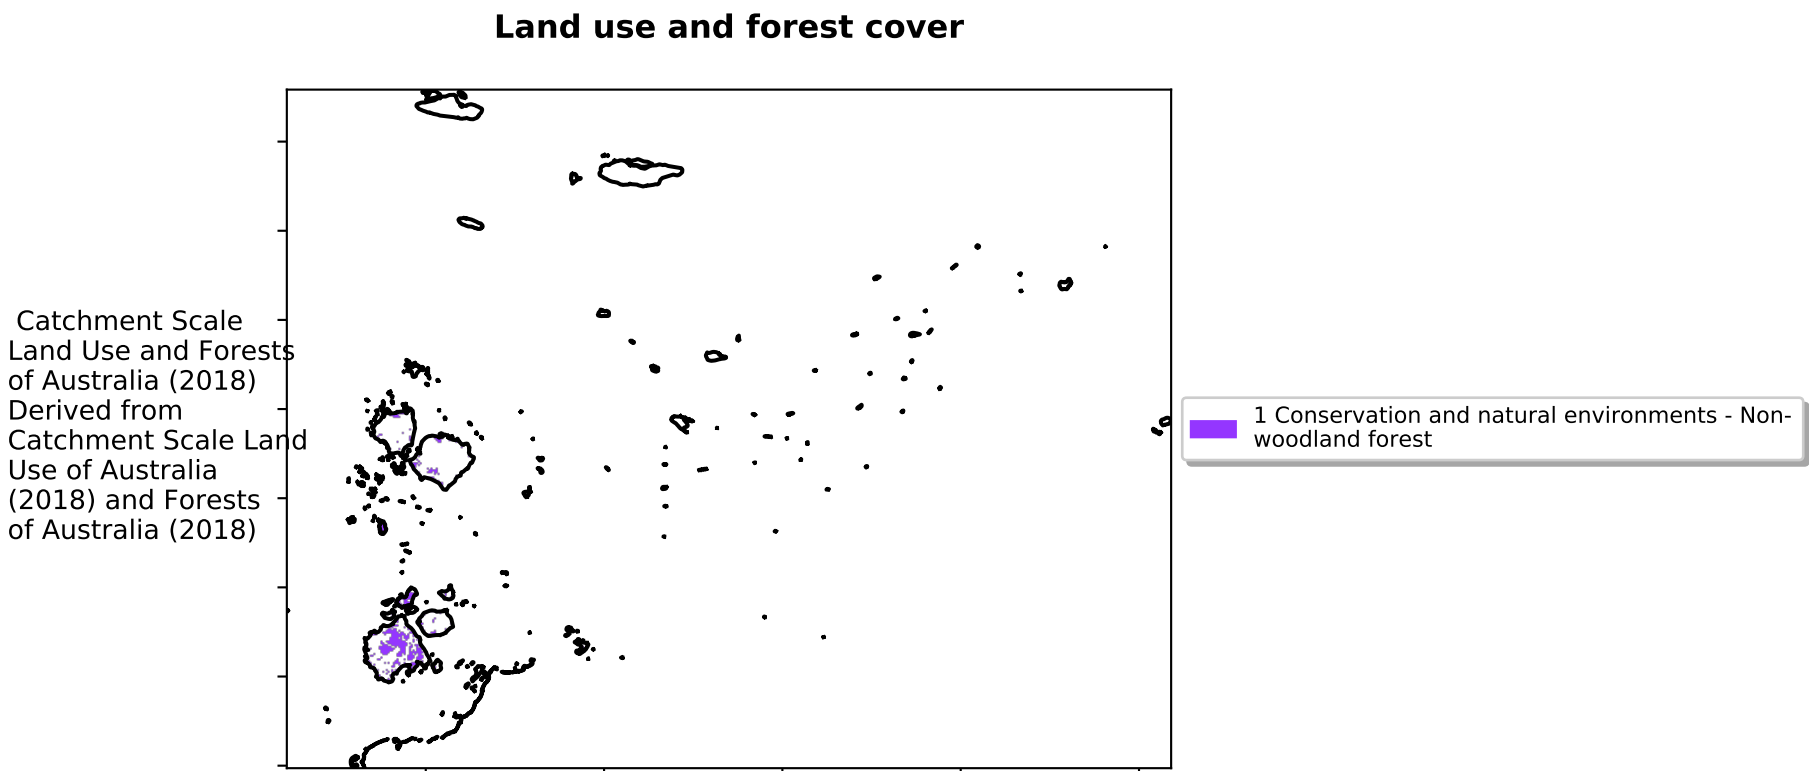 Land use and forest cover
Catchment Scale
Land Use and Forests
of Australia (2018)
Derived from
Catchment Scale Land
Use of Australia
(2018) and Forests
of Australia (2018)
1 Conservation and natural environments - Non-
woodland forest